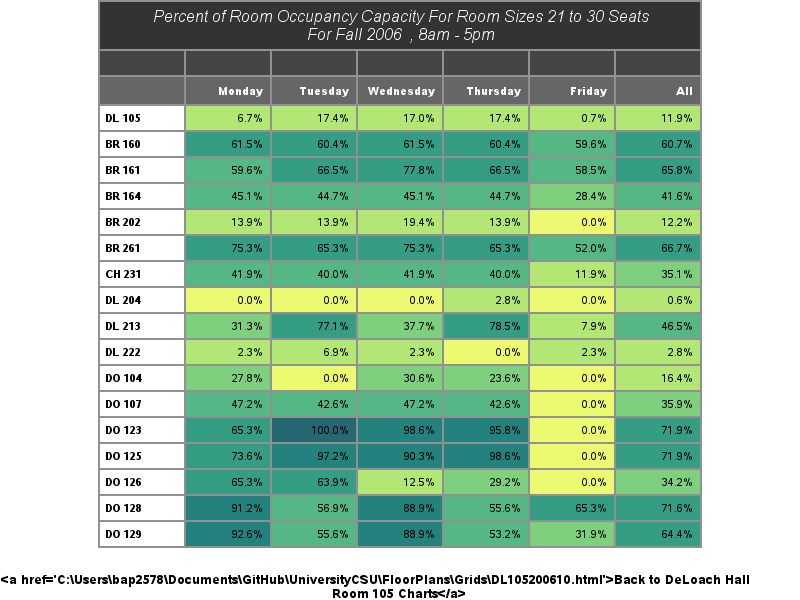 Percent of Room Occupancy Capacity For Room Sizes 21 to 30 Seats
For Fall 2006 , 8am - 5pm
Monday Tuesday Wednesday Thursday Friday All
DL 105 6.7% 17.4% 17.0% 17.4% 0.7% 11.9%
BR 160 61.5% 60.4% 61.5% 60.4% 59.6% 60.7%
BR 161 59.6% 66.5% 77.8% 66.5% 58.5% 65.8%
BR 164 45.1% 44.7% 45.1% 44.7% 28.4% 41.6%
BR 202 13.9% 13.9% 19.4% 13.9% 0.0% 12.2%
BR 261 75.3% 65.3% 75.3% 65.3% 52.0% 66.7%
CH 231 41.9% 40.0% 41.9% 40.0% 11.9% 35.1%
DL 204 0.0% 0.0% 0.0% 2.8% 0.0% 0.6%
DL 213 31.3% 77.1% 37.7% 78.5% 7.9% 46.5%
DL 222 2.3% 6.9% 2.3% 0.0% 2.3% 2.8%
DO 104 27.8% 0.0% 30.6% 23.6% 0.0% 16.4%
DO 107 47.2% 42.6% 47.2% 42.6% 0.0% 35.9%
DO 123 65.3% 100.0% 98.6% 95.8% 0.0% 71.9%
DO 125 73.6% 97.2% 90.3% 98.6% 0.0% 71.9%
DO 126 65.3% 63.9% 12.5% 29.2% 0.0% 34.2%
DO 128 91.2% 56.9% 88.9% 55.6% 65.3% 71.6%
DO 129 92.6% 55.6% 88.9% 53.2% 31.9% 64.4%
<a href='C:\Users\bap2578\Documents\GitHub\UniversityCSU\FloorPlans\Grids\DL105200610.html'>Back to DeLoach Hall
Room 105 Charts</a>